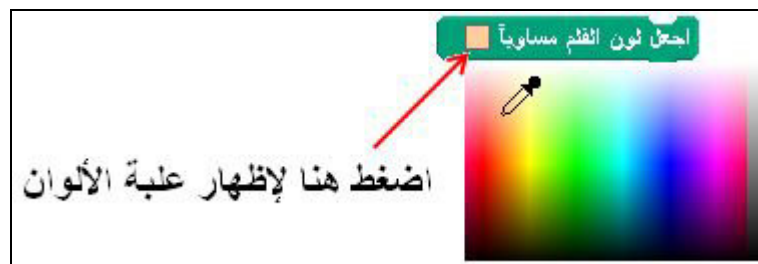 اجعل لون القلم مساوياً
اضغط هنا لإظهار علبة الألوان